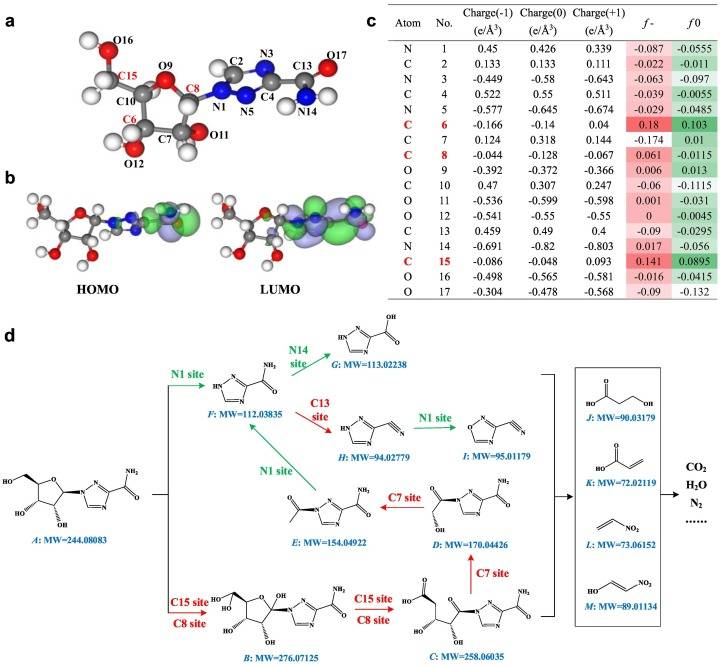 a
O16
C15
O9
C10
C8
C6
C7
O12
O11
C2
N3
N1
N5
C4
C13
O17
N14
b
HOMO
LUMO
c
Atom No. Charge(-1) (e/Å³) Charge(0) (e/Å³) Charge(+1) (e/Å³) f - f 0
N 1 0.45 0.426 0.339 -0.087 -0.0555
C 2 0.133 0.133 0.111 -0.022 -0.011
N 3 -0.449 -0.58 -0.643 -0.063 -0.097
C 4 0.522 0.55 0.511 -0.039 -0.0055
N 5 -0.577 -0.645 -0.674 -0.029 -0.0485
C 6 -0.166 -0.14 0.04 0.18 0.103
C 7 0.124 0.318 0.144 -0.174 0.01
C 8 -0.044 -0.128 -0.067 0.061 -0.0115
O 9 -0.392 -0.372 -0.366 0.006 0.013
C 10 0.47 0.307 0.247 -0.06 -0.1115
O 11 -0.536 -0.599 -0.598 0.001 -0.031
O 12 -0.541 -0.55 -0.55 0 -0.0045
C 13 0.459 0.49 0.4 -0.09 -0.0295
N 14 -0.691 -0.82 -0.803 0.017 -0.056
C 15 -0.086 -0.048 0.093 0.141 0.0895
O 16 -0.498 -0.565 -0.581 -0.016 -0.0415
O 17 -0.304 -0.478 -0.568 -0.09 -0.132
d
A: MW=244.08083
N1 site
C15 site
C8 site
F: MW=112.03835
N14
site
G: MW=113.02238
C13
site
H: MW=94.02779
N1 site
I: MW=95.01179
N1 site
E: MW=154.04922
C7 site
D: MW=170.04426
C7 site
B: MW=276.07125
C15 site
C8 site
C: MW=258.06035
J: MW=90.03179
K: MW=72.02119
L: MW=73.06152
M: MW=89.01134
CO₂
H₂O
N₂
......